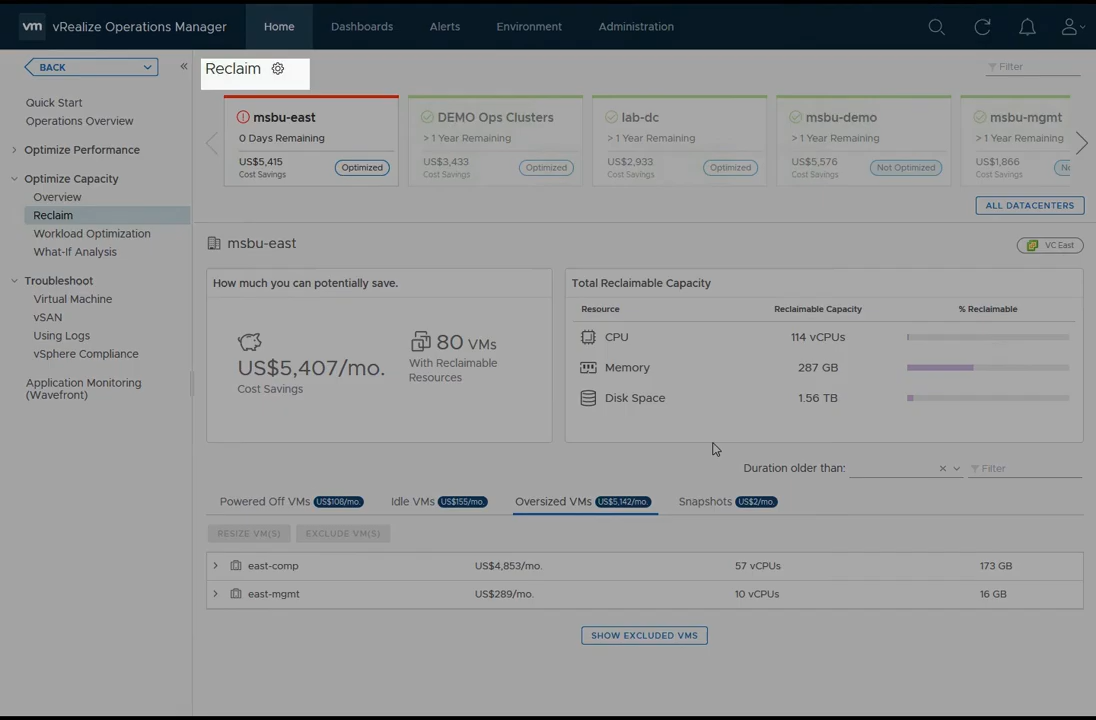 vm vRealize Operations Manager Home Dashboards Alerts Environment Administration
BACK
Quick Start
Operations Overview
Optimize Performance
Optimize Capacity
Overview
Reclaim
Workload Optimization
What-If Analysis
Troubleshoot
Virtual Machine
vSAN
Using Logs
vSphere Compliance
Application Monitoring
(Wavefront)
Reclaim
Filter
msbu-east
0 Days Remaining
US$5,415
Cost Savings
Optimized
DEMO Ops Clusters
> 1 Year Remaining
US$3,433
Cost Savings
Optimized
lab-dc
> 1 Year Remaining
US$2,933
Cost Savings
Optimized
msbu-demo
> 1 Year Remaining
US$5,576
Cost Savings
Not Optimized
msbu-mgmt
> 1 Year Remaining
US$1,866
Cost Savings
ALL DATACENTERS
msbu-east
VC East
How much you can potentially save.
US$5,407/mo.
Cost Savings
80 VMs
With Reclaimable
Resources
Total Reclaimable Capacity
Resource Reclaimable Capacity % Reclaimable
CPU 114 vCPUs
Memory 287 GB
Disk Space 1.56 TB
Duration older than: Filter
Powered Off VMs US$108/mo. Idle VMs US$155/mo. Oversized VMs US$5,142/mo. Snapshots US$2/mo.
RESIZE VM(S) EXCLUDE VM(S)
east-comp US$4,853/mo. 57 vCPUs 173 GB
east-mgmt US$289/mo. 10 vCPUs 16 GB
SHOW EXCLUDED VMS